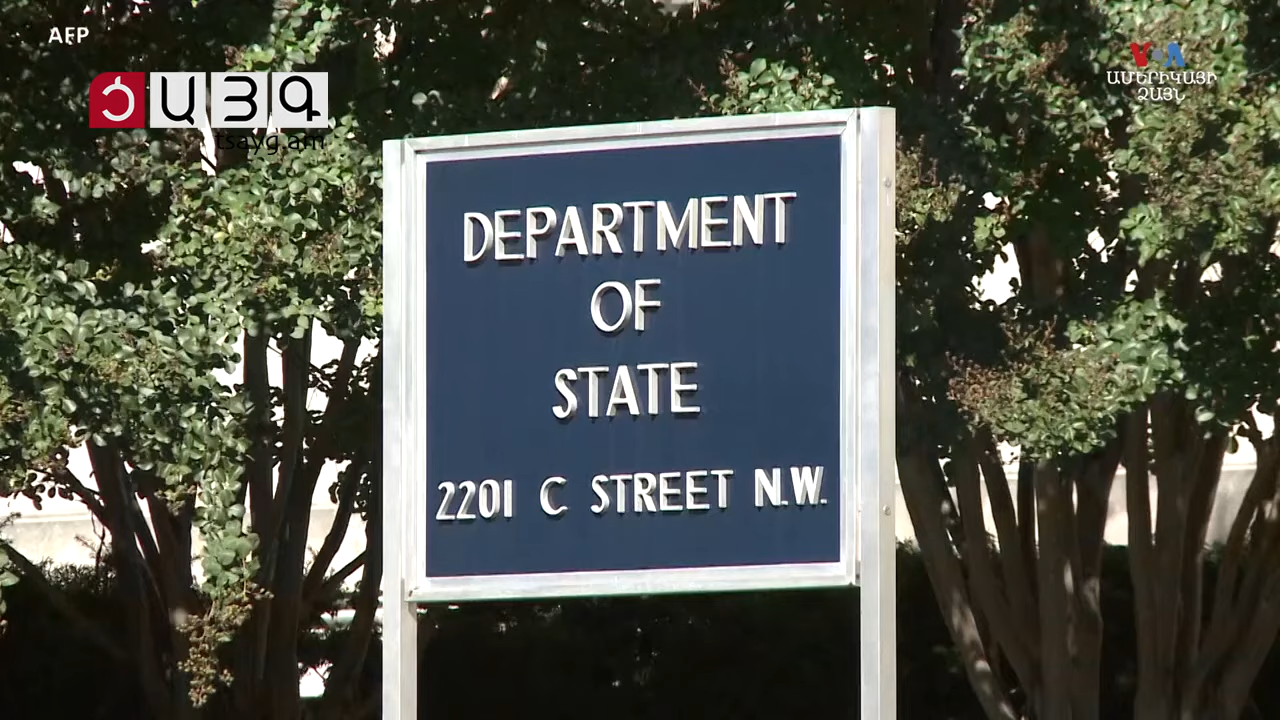 AFP
ԾԱՅԳ
tsayg am
VOA
ԱՄԵՐԻԿԱՅԻ
ՁԱՅՆ
DEPARTMENT
OF
STATE
2201 C STREET N.W.